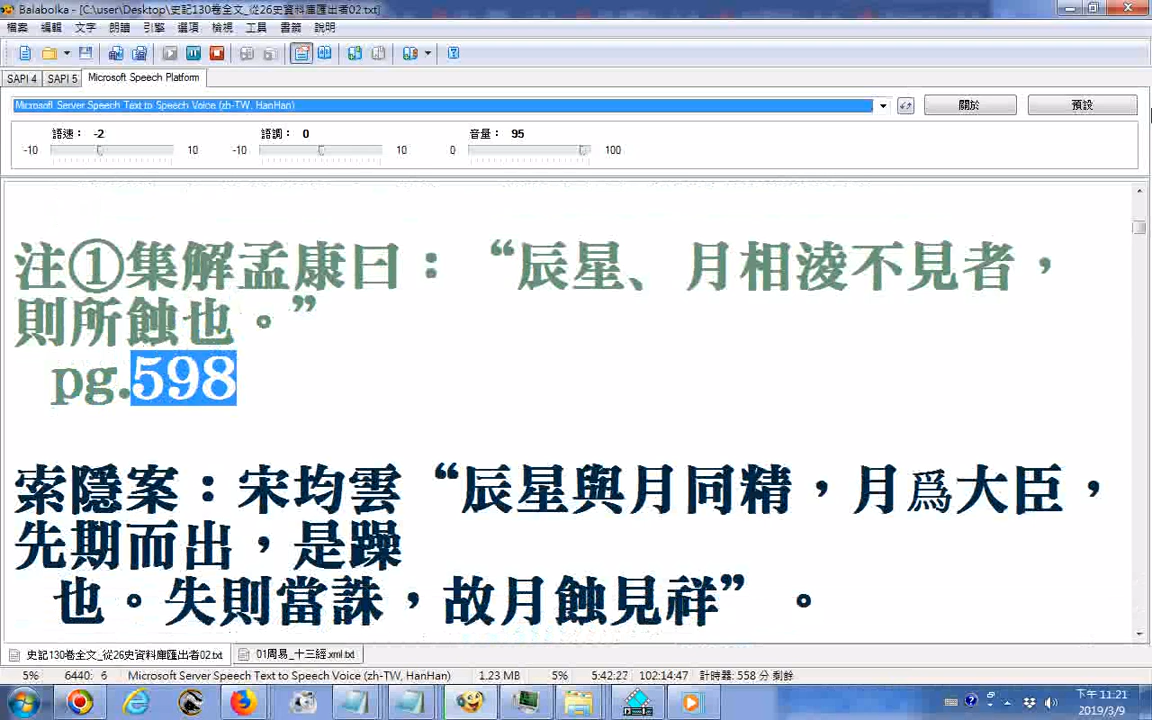 Balabolka - [C:\user\Desktop\史記130卷全文_從26史資料庫匯出者02.txt]
檔案 編輯 文字 朗讀 引擎 選項 檢視 工具 書籤 說明
SAPI 4 SAPI 5 Microsoft Speech Platform
Microsoft Server Speech Text to Speech Voice (zh-TW, HanHan)
關於 預設
語速： -2 語調： 0 音量： 95
-10 10 -10 10 0 100
注①集解孟康曰：“辰星、月相淩不見者，
則所蝕也。”
pg.598
索隱案：宋均雲“辰星與月同精，月爲大臣，
先期而出，是躁
也。失則當誅，故月蝕見祥”。
史記130卷全文_從26史資料庫匯出者02.txt 01周易_十三經.xml.txt
5% 6440: 6 Microsoft Server Speech Text to Speech Voice (zh-TW, HanHan) 1.23 MB 5% 5:42:27 102:14:47 計時器: 558 分 剩餘
下午 11:21
2019/3/9